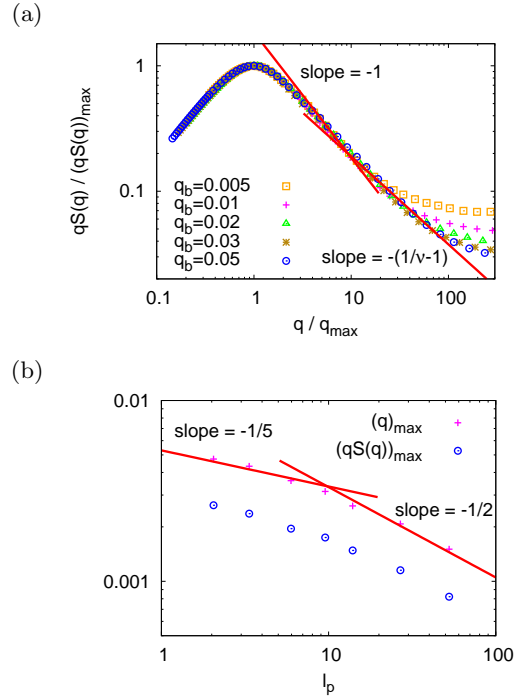 (a)
1
0.1
qS(q) / (qS(q))max
slope = -1
qb=0.005
qb=0.01
qb=0.02
qb=0.03
qb=0.05
slope = -(1/ν-1)
0.1 1 10 100
q / qmax
(b)
0.01
0.001
slope = -1/5
(q)max
(qS(q))max
slope = -1/2
1 10 100
lp